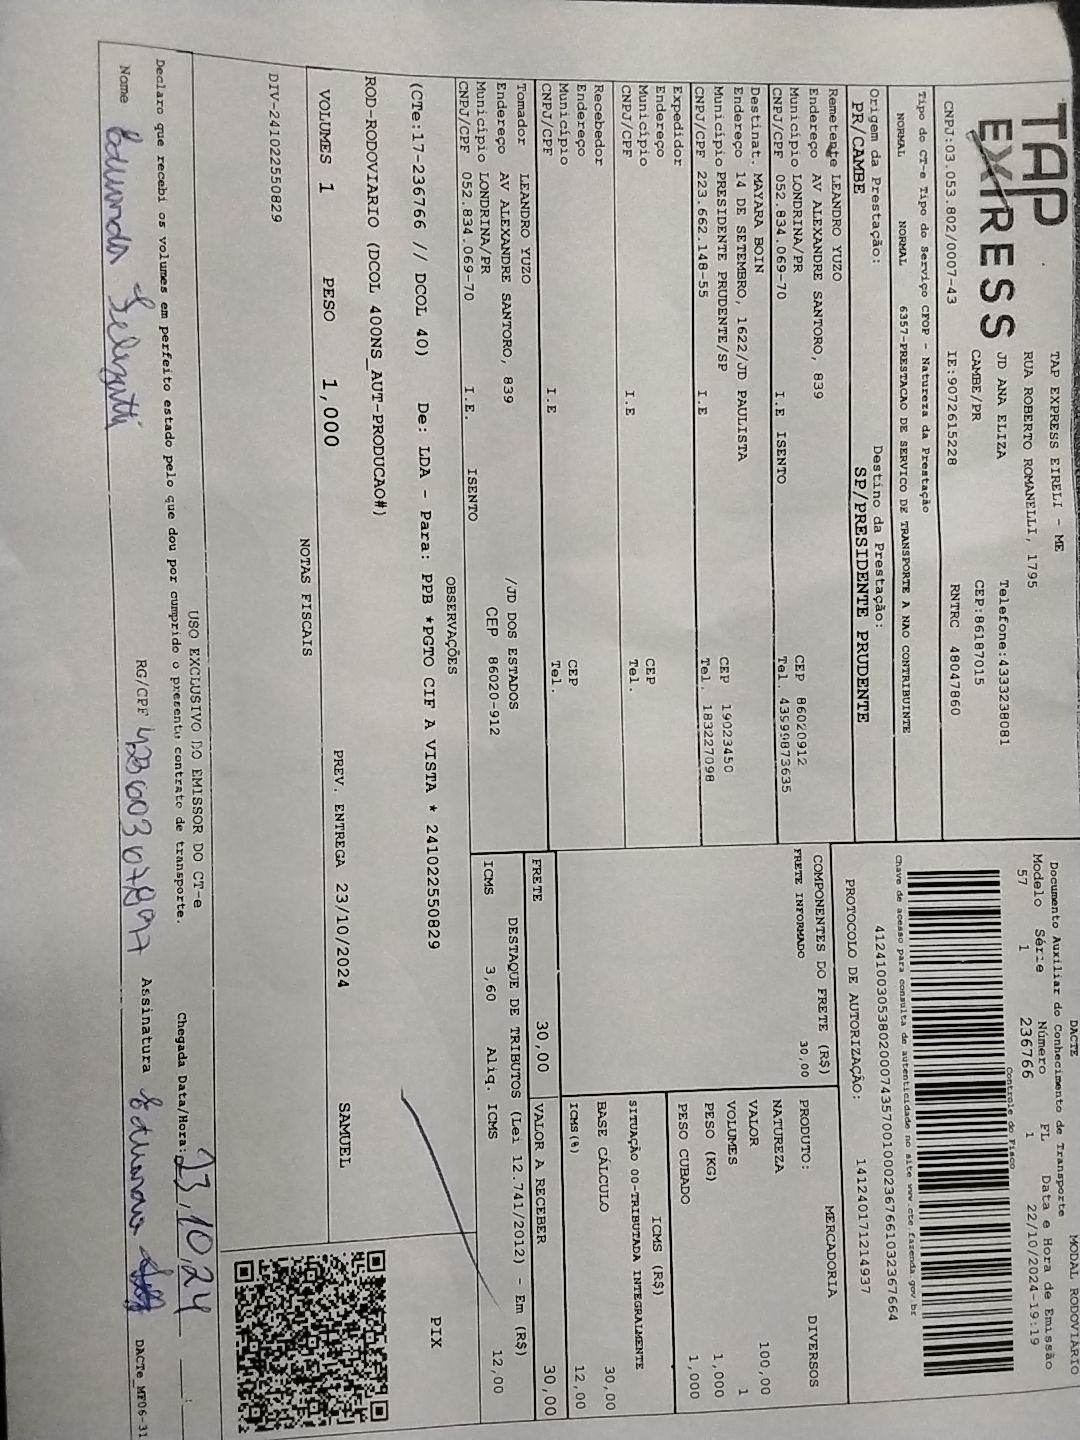 TAP EXPRESS
TAP EXPRESS EIRELI - ME
RUA ROBERTO ROMANELLI, 1795
JD ANA ELIZA
CAMBE/PR
Telefone:4333238081
CEP:86187015
CNPJ:03.053.802/0007-43 IE:9072615228 RNTRC 48047860
DACTE
Documento Auxiliar do Conhecimento de Transporte
MODAL RODOVIARIO
Modelo Série Número FL Data e Hora de Emissão
57 1 236766 1 22/10/2024-19:19
Controle do Fisco
Chave de acesso para consulta de autenticidade no site www.cte.fazenda.gov.br
41241003053802000743570010002367661032367664
PROTOCOLO DE AUTORIZAÇÃO: 141240171214937
Tipo do CT-e Tipo do Serviço CFOP - Natureza da Prestação
NORMAL NORMAL 6357-PRESTACAO DE SERVICO DE TRANSPORTE A NAO CONTRIBUINTE
Origem da Prestação: Destino da Prestação:
PR/CAMBE SP/PRESIDENTE PRUDENTE
Remetente LEANDRO YUZO
Endereço AV ALEXANDRE SANTORO, 839 CEP 86020912
Município LONDRINA/PR Tel. 43999873635
CNPJ/CPF 052.834.069-70 I.E ISENTO
Destinat. MAYARA BOIN
Endereço 14 DE SETEMBRO, 1622/JD PAULISTA
Município PRESIDENTE PRUDENTE/SP CEP 19023450
CNPJ/CPF 223.662.148-55 I.E Tel. 183227098
Expedidor
Endereço
Município CEP
CNPJ/CPF I.E Tel.
Recebedor
Endereço
Município CEP
CNPJ/CPF I.E Tel.
Tomador LEANDRO YUZO
Endereço AV ALEXANDRE SANTORO, 839 /JD DOS ESTADOS
Município LONDRINA/PR CEP 86020-912
CNPJ/CPF 052.834.069-70 I.E. ISENTO
COMPONENTES DO FRETE (R$)
FRETE INFORMADO 30,00
MERCADORIA
PRODUTO: DIVERSOS
NATUREZA
VALOR 100,00
VOLUMES 1
PESO (KG) 1,000
PESO CUBADO 1,000
ICMS (R$)
SITUAÇÃO 00-TRIBUTADA INTEGRALMENTE
BASE CÁLCULO 30,00
ICMS(%) 12,00
FRETE 30,00 VALOR A RECEBER 30,00
DESTAQUE DE TRIBUTOS (Lei 12.741/2012) - Em (R$)
ICMS 3,60 Aliq. ICMS 12,00
OBSERVAÇÕES
(CTe:17-236766 // DCOL 40) De: LDA - Para: PPB *PGTO CIF A VISTA * 241022550829
PIX
ROD-RODOVIARIO (DCOL 400NS_AUT-PRODUCAO#)
VOLUMES 1 PESO 1,000 PREV. ENTREGA 23/10/2024 SAMUEL
NOTAS FISCAIS
DIV-241022550829
USO EXCLUSIVO DO EMISSOR DO CT-e
Declaro que recebi os volumes em perfeito estado pelo que dou por cumprido o presente contrato de transporte. Chegada Data/Hora: 23/10/24
Nome Eduarda RG/CPF 42360307897 Assinatura Eduarda DACTe_MF06-31